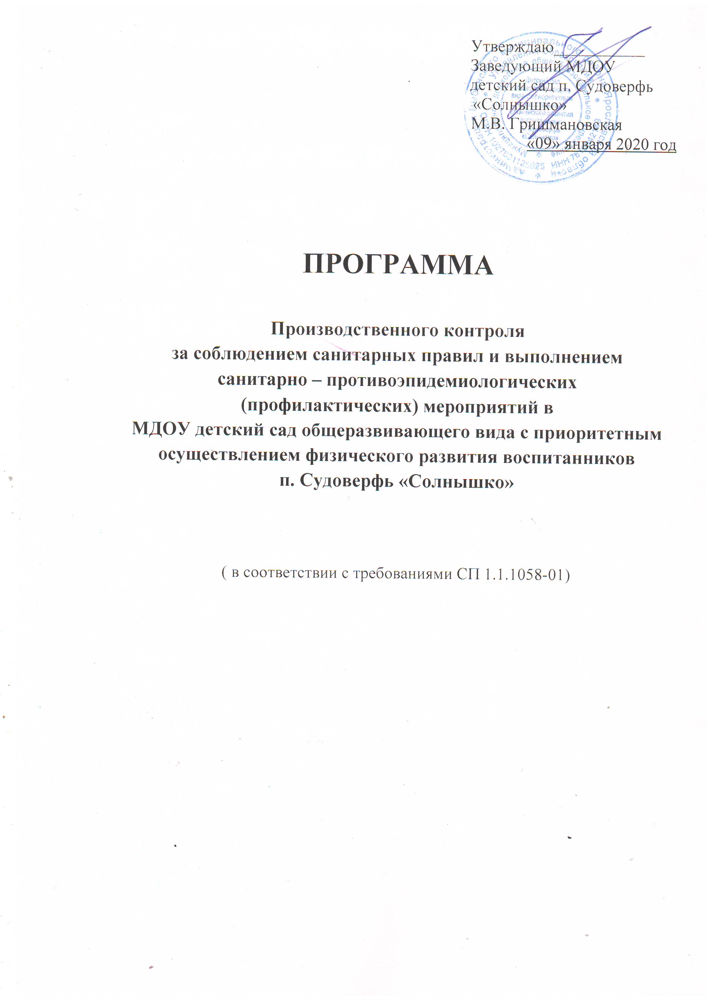 Утверждаю___________
Заведующий МДОУ
детский сад п. Судоверфь
«Солнышко»
М.В. Гришмановская
«09» января 2020 год
ПРОГРАММА
Производственного контроля
за соблюдением санитарных правил и выполнением
санитарно – противоэпидемиологических
(профилактических) мероприятий в
МДОУ детский сад общеразвивающего вида с приоритетным
осуществлением физического развития воспитанников
п. Судоверфь «Солнышко»
( в соответствии с требованиями СП 1.1.1058-01)